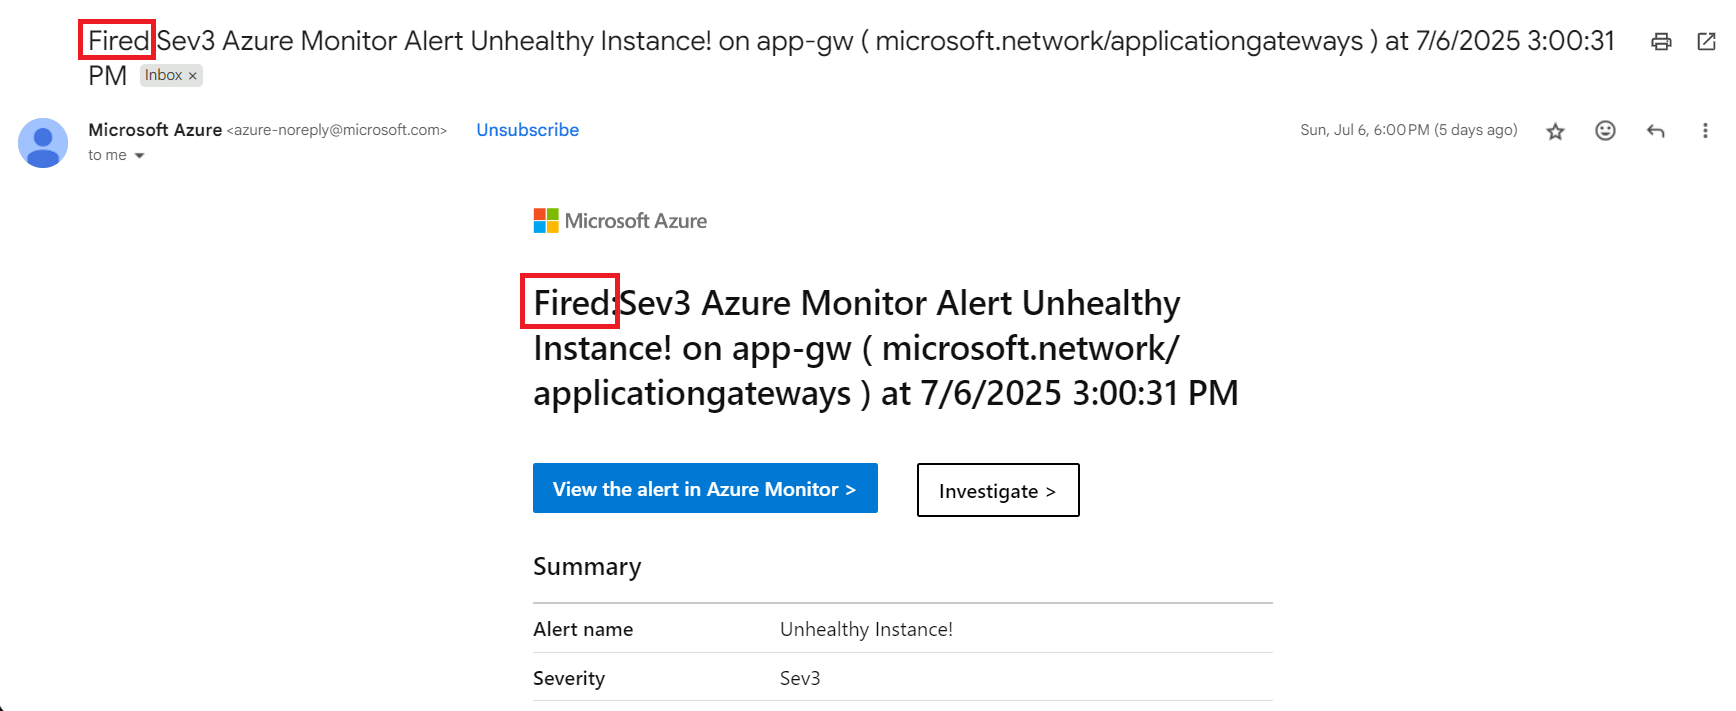 Fired:Sev3 Azure Monitor Alert Unhealthy Instance! on app-gw ( microsoft.network/applicationgateways ) at 7/6/2025 3:00:31
PM Inbox ×
Microsoft Azure <azure-noreply@microsoft.com> Unsubscribe Sun, Jul 6, 6:00 PM (5 days ago)
to me
Microsoft Azure
Fired:Sev3 Azure Monitor Alert Unhealthy
Instance! on app-gw ( microsoft.network/
applicationgateways ) at 7/6/2025 3:00:31 PM
View the alert in Azure Monitor > Investigate >
Summary
Alert name Unhealthy Instance!
Severity Sev3